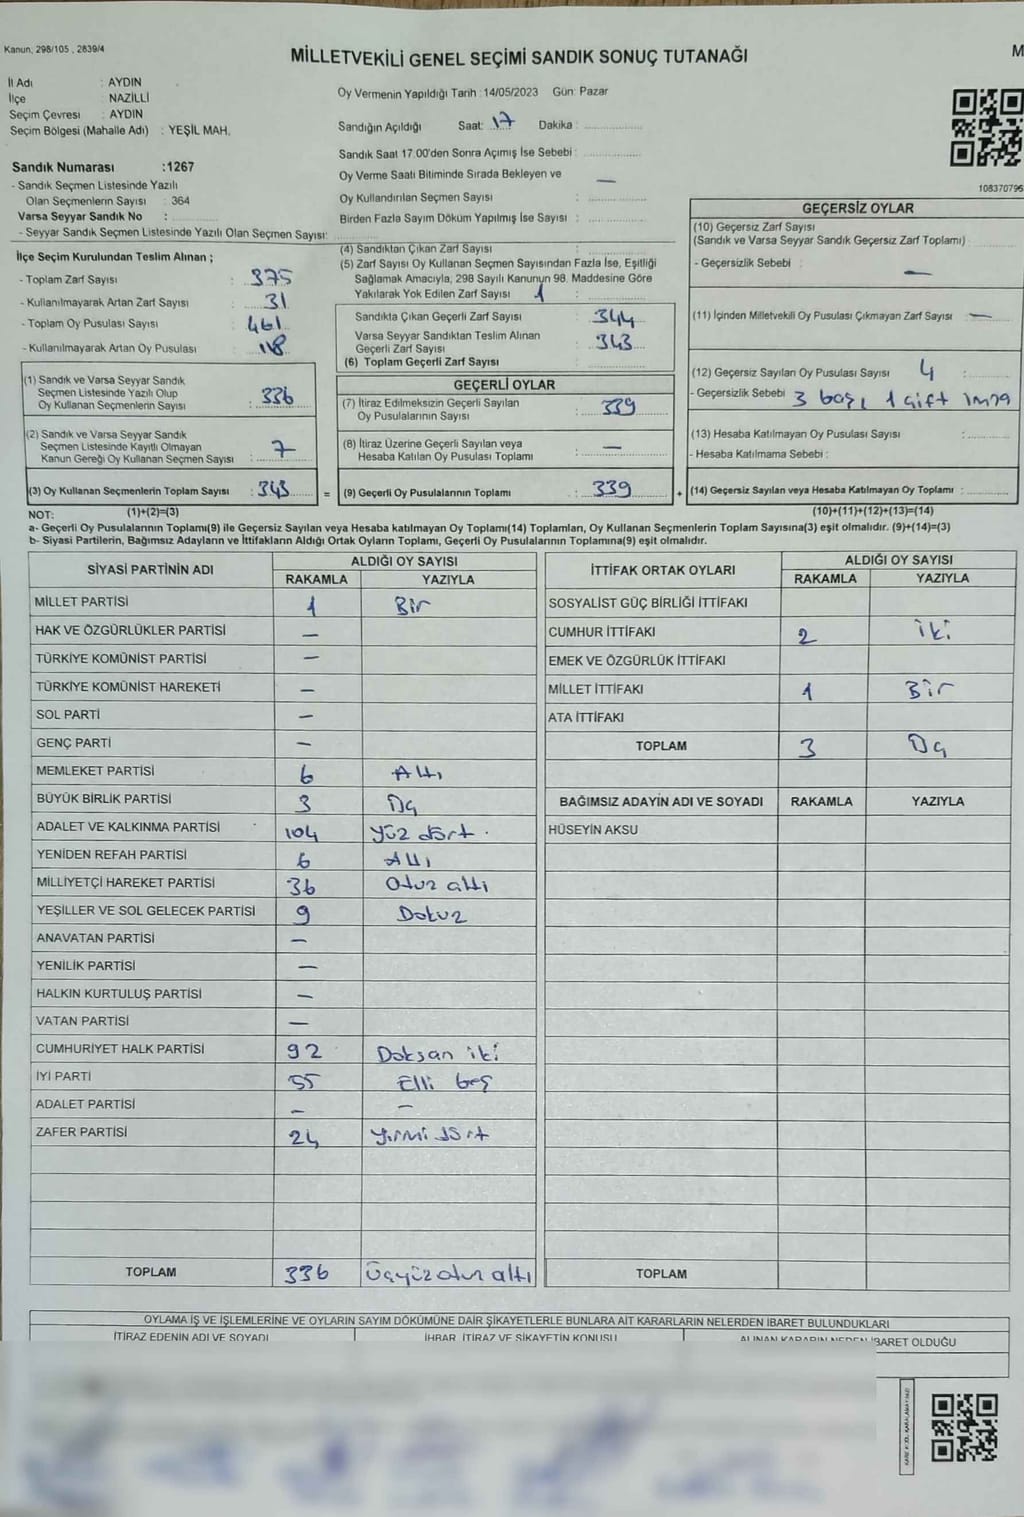 Kanun, 298/105 , 2839/4
MİLLETVEKİLİ GENEL SEÇİMİ SANDIK SONUÇ TUTANAĞI
M
İl Adı : AYDIN
İlçe : NAZİLLİ
Seçim Çevresi : AYDIN
Seçim Bölgesi (Mahalle Adı) : YEŞİL MAH.
Sandık Numarası :1267
- Sandık Seçmen Listesinde Yazılı
Olan Seçmenlerin Sayısı : 364
Varsa Seyyar Sandık No :
- Seyyar Sandık Seçmen Listesinde Yazılı Olan Seçmen Sayısı:
Oy Vermenin Yapıldığı Tarih :14/05/2023 Gün: Pazar
Sandığın Açıldığı Saat: 17 Dakika :
Sandık Saat 17.00'den Sonra Açımış İse Sebebi :
Oy Verme Saati Bitiminde Sırada Bekleyen ve —
Oy Kullandırılan Seçmen Sayısı :
Birden Fazla Sayım Döküm Yapılmış İse Sayısı :
108370796
İlçe Seçim Kurulundan Teslim Alınan ;
- Toplam Zarf Sayısı : 375
- Kullanılmayarak Artan Zarf Sayısı : 31
- Toplam Oy Pusulası Sayısı : 461
- Kullanılmayarak Artan Oy Pusulası : 118
(1) Sandık ve Varsa Seyyar Sandık
Seçmen Listesinde Yazılı Olup
Oy Kullanan Seçmenlerin Sayısı : 336
(2) Sandık ve Varsa Seyyar Sandık
Seçmen Listesinde Kayıtlı Olmayan
Kanun Gereği Oy Kullanan Seçmen Sayısı : 7
(3) Oy Kullanan Seçmenlerin Toplam Sayısı : 343
(4) Sandıktan Çıkan Zarf Sayısı :
(5) Zarf Sayısı Oy Kullanan Seçmen Sayısından Fazla İse, Eşitliği
Sağlamak Amacıyla, 298 Sayılı Kanunun 98. Maddesine Göre
Yakılarak Yok Edilen Zarf Sayısı 1 :
Sandıkta Çıkan Geçerli Zarf Sayısı : 344
Varsa Seyyar Sandıktan Teslim Alınan
Geçerli Zarf Sayısı : 343
(6) Toplam Geçerli Zarf Sayısı :
GEÇERLİ OYLAR
(7) İtiraz Edilmeksizin Geçerli Sayılan
Oy Pusulalarının Sayısı : 339
(8) İtiraz Üzerine Geçerli Sayılan veya
Hesaba Katılan Oy Pusulası Toplamı : —
= (9) Geçerli Oy Pusulalarının Toplamı : 339
GEÇERSİZ OYLAR
(10) Geçersiz Zarf Sayısı
(Sandık ve Varsa Seyyar Sandık Geçersiz Zarf Toplamı) :
- Geçersizlik Sebebi : —
(11) İçinden Milletvekili Oy Pusulası Çıkmayan Zarf Sayısı : —
(12) Geçersiz Sayılan Oy Pusulası Sayısı 4 :
- Geçersizlik Sebebi 3 boş, 1 çift imza
(13) Hesaba Katılmayan Oy Pusulası Sayısı :
- Hesaba Katılmama Sebebi :
+ (14) Geçersiz Sayılan veya Hesaba Katılmayan Oy Toplamı :
NOT: (1)+(2)=(3) (10)+(11)+(12)+(13)=(14)
a- Geçerli Oy Pusulalarının Toplamı(9) ile Geçersiz Sayılan veya Hesaba katılmayan Oy Toplamı(14) Toplamları, Oy Kullanan Seçmenlerin Toplam Sayısına(3) eşit olmalıdır. (9)+(14)=(3)
b- Siyasi Partilerin, Bağımsız Adayların ve İttifakların Aldığı Ortak Oyların Toplamı, Geçerli Oy Pusulalarının Toplamına(9) eşit olmalıdır.
SİYASİ PARTİNİN ADI ALDIĞI OY SAYISI
RAKAMLA YAZIYLA
MİLLET PARTİSİ 1 Bir
HAK VE ÖZGÜRLÜKLER PARTİSİ —
TÜRKİYE KOMÜNİST PARTİSİ —
TÜRKİYE KOMÜNİST HAREKETİ —
SOL PARTİ —
GENÇ PARTİ —
MEMLEKET PARTİSİ 6 Altı
BÜYÜK BİRLİK PARTİSİ 3 Üç
ADALET VE KALKINMA PARTİSİ 104 Yüz dört
YENİDEN REFAH PARTİSİ 6 Altı
MİLLİYETÇİ HAREKET PARTİSİ 36 Otuz altı
YEŞİLLER VE SOL GELECEK PARTİSİ 9 Dokuz
ANAVATAN PARTİSİ —
YENİLİK PARTİSİ —
HALKIN KURTULUŞ PARTİSİ —
VATAN PARTİSİ —
CUMHURİYET HALK PARTİSİ 92 Doksan iki
İYİ PARTİ 55 Elli beş
ADALET PARTİSİ — —
ZAFER PARTİSİ 24 Yirmi dört
TOPLAM 336 Üçyüz otuz altı
İTTİFAK ORTAK OYLARI ALDIĞI OY SAYISI
RAKAMLA YAZIYLA
SOSYALİST GÜÇ BİRLİĞİ İTTİFAKI
CUMHUR İTTİFAKI 2 İki
EMEK VE ÖZGÜRLÜK İTTİFAKI
MİLLET İTTİFAKI 1 Bir
ATA İTTİFAKI
TOPLAM 3 Üç
BAĞIMSIZ ADAYIN ADI VE SOYADI RAKAMLA YAZIYLA
HÜSEYİN AKSU
TOPLAM
OYLAMA İŞ VE İŞLEMLERİNE VE OYLARIN SAYIM DÖKÜMÜNE DAİR ŞİKAYETLERLE BUNLARA AİT KARARLARIN NELERDEN İBARET BULUNDUKLARI
İTİRAZ EDENİN ADI VE SOYADI İHBAR, İTİRAZ VE ŞİKAYETİN KONUSU ALINAN KARARIN NEDEN İBARET OLDUĞU